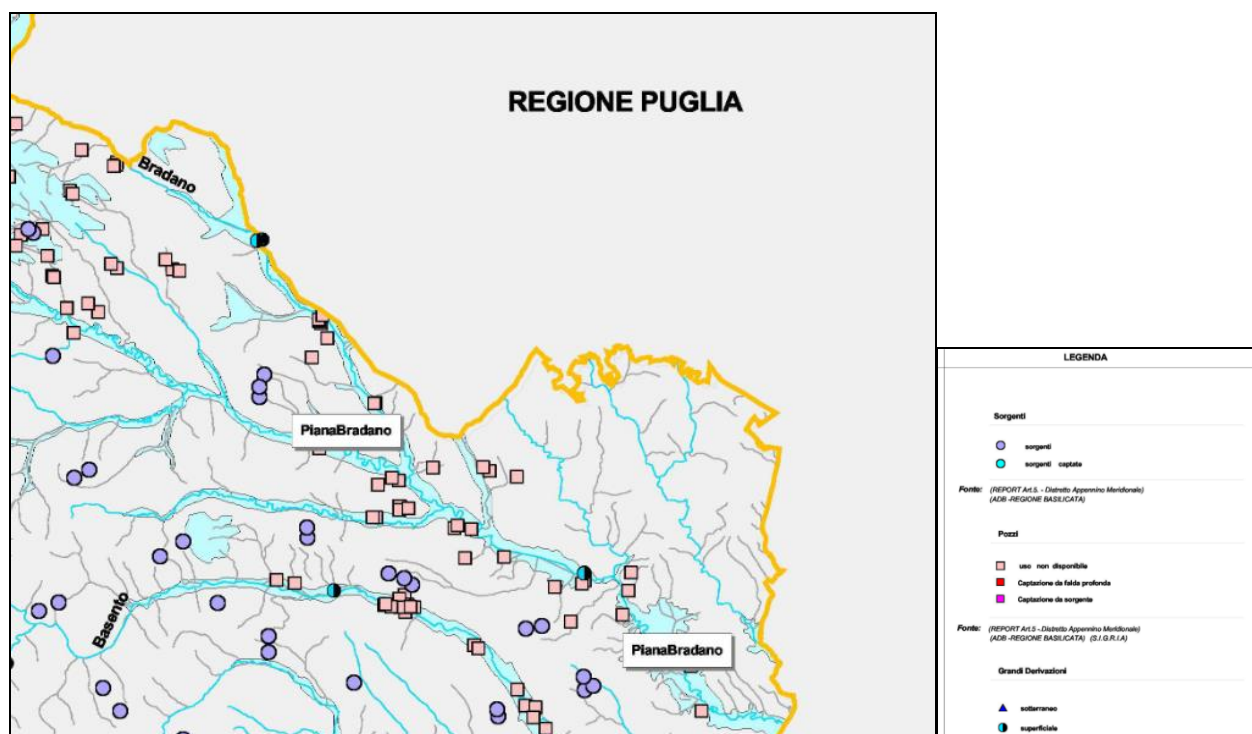 REGIONE PUGLIA
Bradano
PianaBradano
Basento
PianaBradano
LEGENDA
Sorgenti
sorgenti
sorgenti captate
Fonte: (REPORT Art.5. - Distretto Appennino Meridionale)
(ADB -REGIONE BASILICATA)
Pozzi
uso non disponibile
Captazione da falda profonda
Captazione da sorgente
Fonte: (REPORT Art.5 - Distretto Appennino Meridionale)
(ADB -REGIONE BASILICATA) (S.I.G.R.I.A)
Grandi Derivazioni
sotterraneo
superficiale